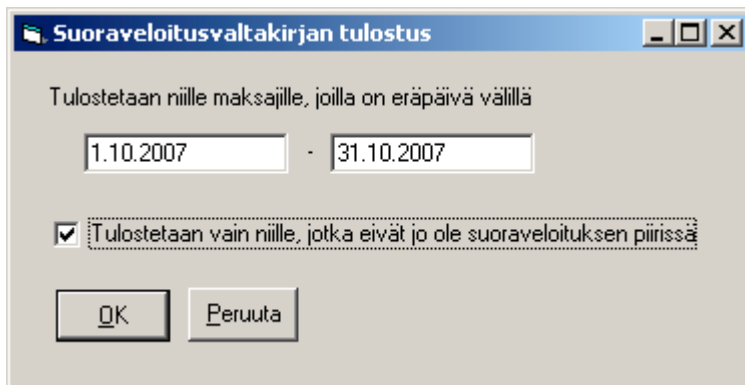 Suoraveloitusvaltakirjan tulostus
Tulostetaan niille maksajille, joilla on eräpäivä välillä
1.10.2007 - 31.10.2007
Tulostetaan vain niille, jotka eivät jo ole suoraveloituksen piirissä
OK Peruuta